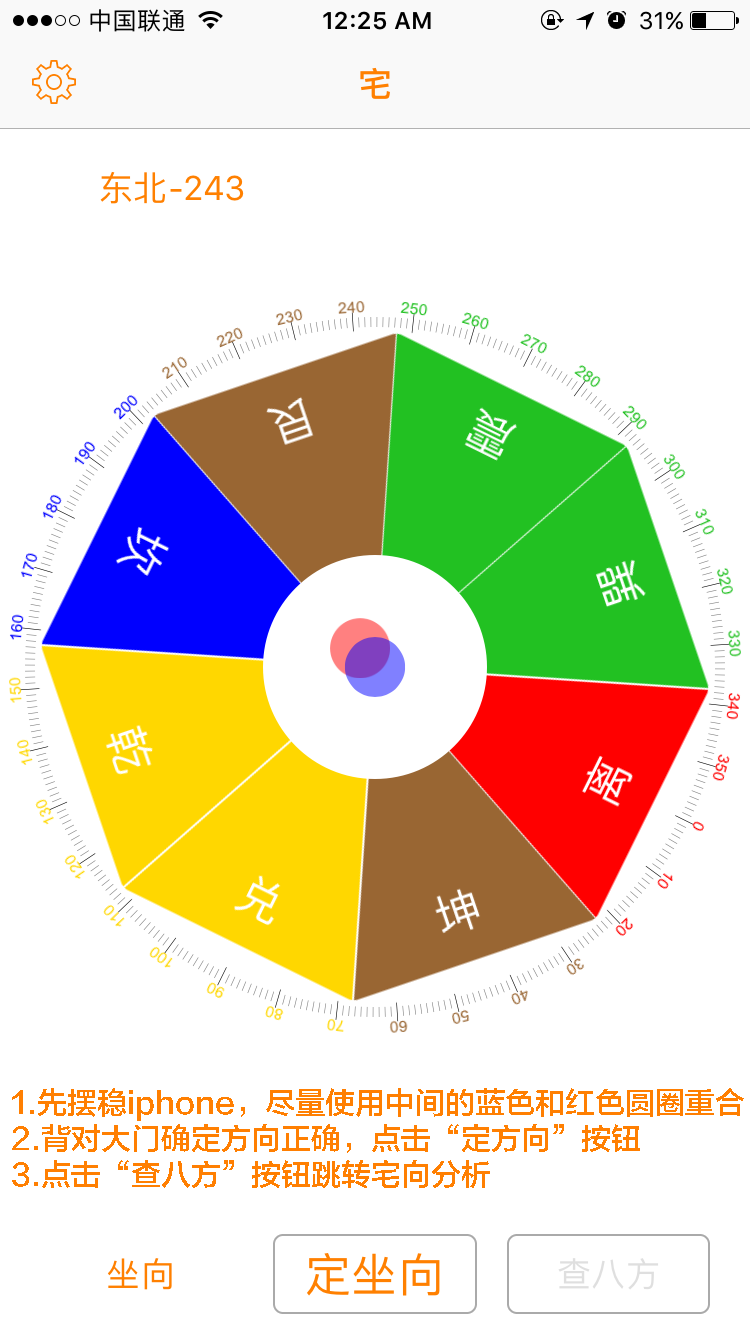 中国联通 12:25 AM 31%
宅
东北-243
240 250
230 260
220 270
210 280
200 290
190 300
180 310
170 320
160 330
150 340
140 350
130 0
120 10
110 20
100 30
90 40
80 50
70 60
艮 震
坎 巽
乾 离
兑 坤
1.先摆稳iphone，尽量使用中间的蓝色和红色圆圈重合
2.背对大门确定方向正确，点击“定方向”按钮
3.点击“查八方”按钮跳转宅向分析
坐向 定坐向 查八方